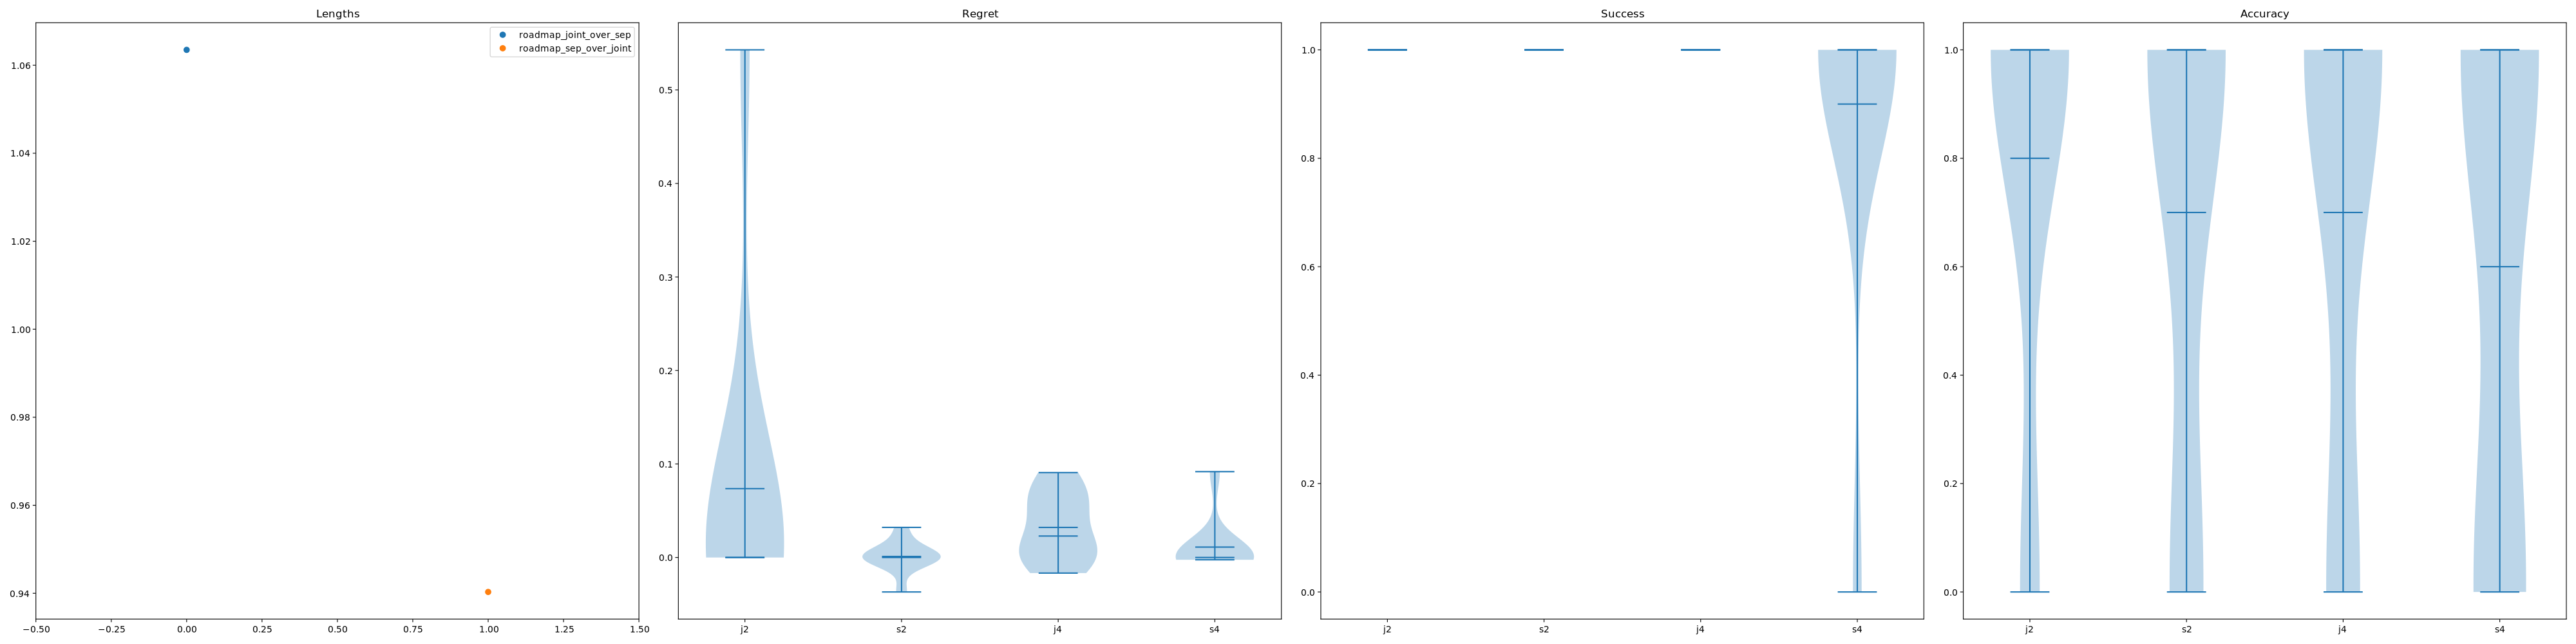 Lengths
1.06
1.04
1.02
1.00
0.98
0.96
0.94
−0.50
−0.25
0.00
0.25
0.50
0.75
1.00
1.25
1.50
roadmap_joint_over_sep
roadmap_sep_over_joint
Regret
0.5
0.4
0.3
0.2
0.1
0.0
j2
s2
j4
s4
Success
1.0
0.8
0.6
0.4
0.2
0.0
j2
s2
j4
s4
Accuracy
1.0
0.8
0.6
0.4
0.2
0.0
j2
s2
j4
s4